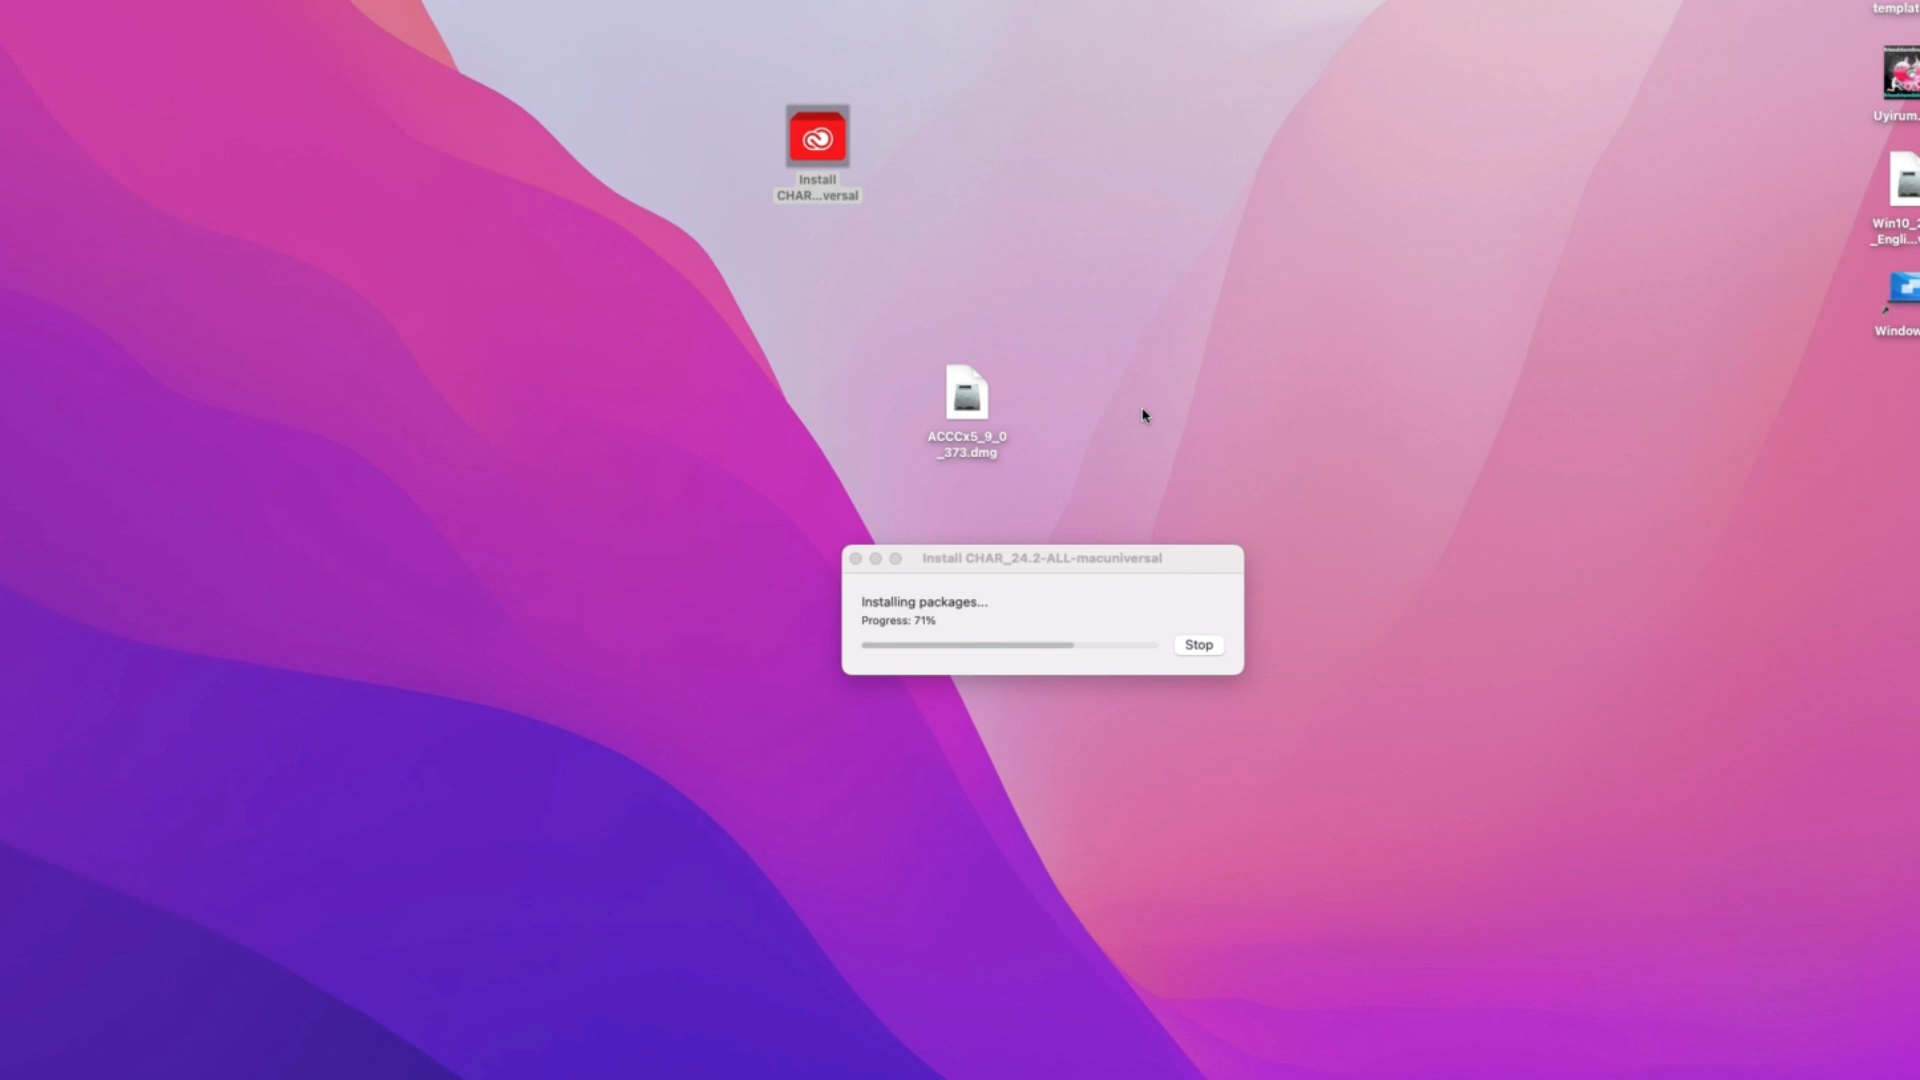 templat
Uyirum.
Install
CHAR...versal
Win10_2
_Engli...v
Window
ACCCx5_9_0
_373.dmg
Install CHAR_24.2-ALL-macuniversal
Installing packages...
Progress: 71%
Stop